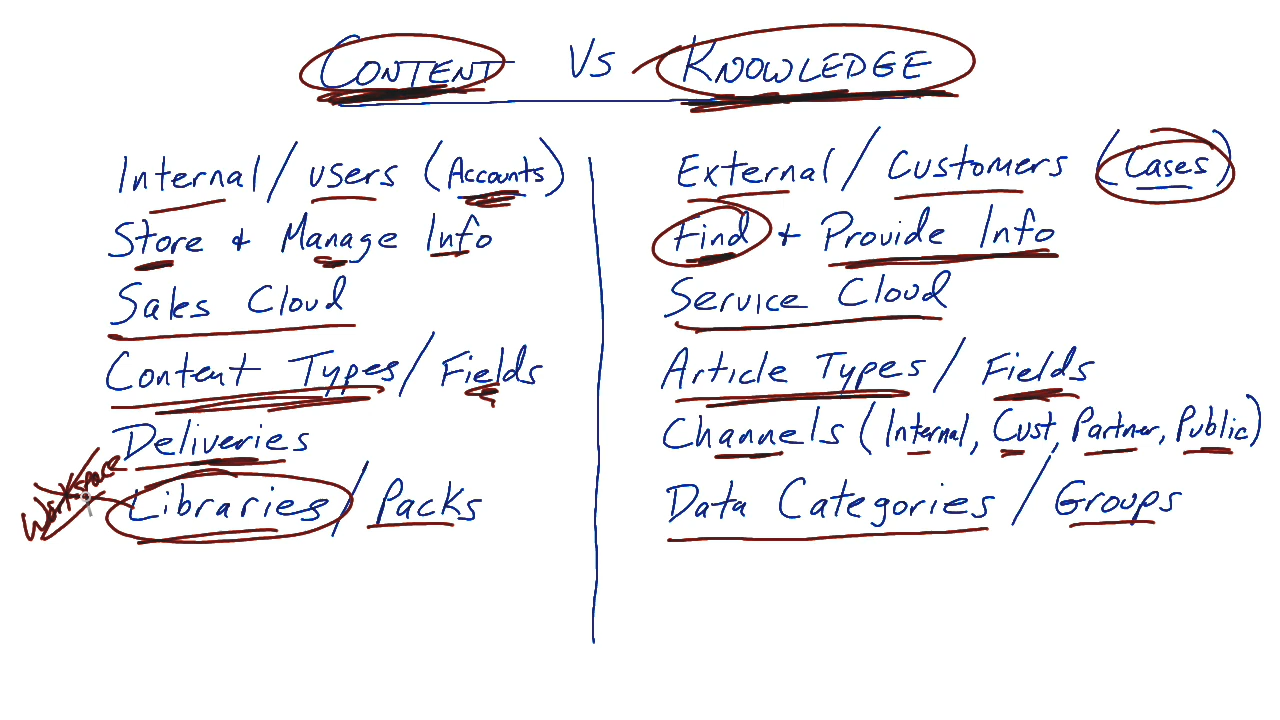 CONTENT VS KNOWLEDGE
Internal / users (Accounts)
Store & Manage Info
Sales Cloud
Content Types / Fields
Deliveries
Workspace
Libraries / Packs
External / Customers (Cases)
Find + Provide Info
Service Cloud
Article Types / Fields
Channels (Internal, Cust, Partner, Public)
Data Categories / Groups